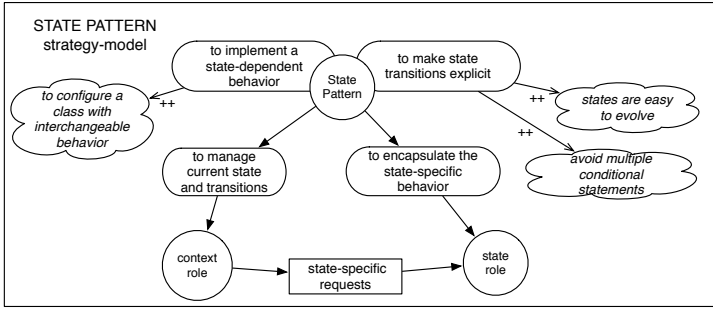 STATE PATTERN
strategy-model
to implement a
state-dependent
behavior
to make state
transitions explicit
State
Pattern
++
to configure a
class with
interchangeable
behavior
++
states are easy
to evolve
++
avoid multiple
conditional
statements
to manage
current state
and transitions
to encapsulate the
state-specific
behavior
context
role
state-specific
requests
state
role